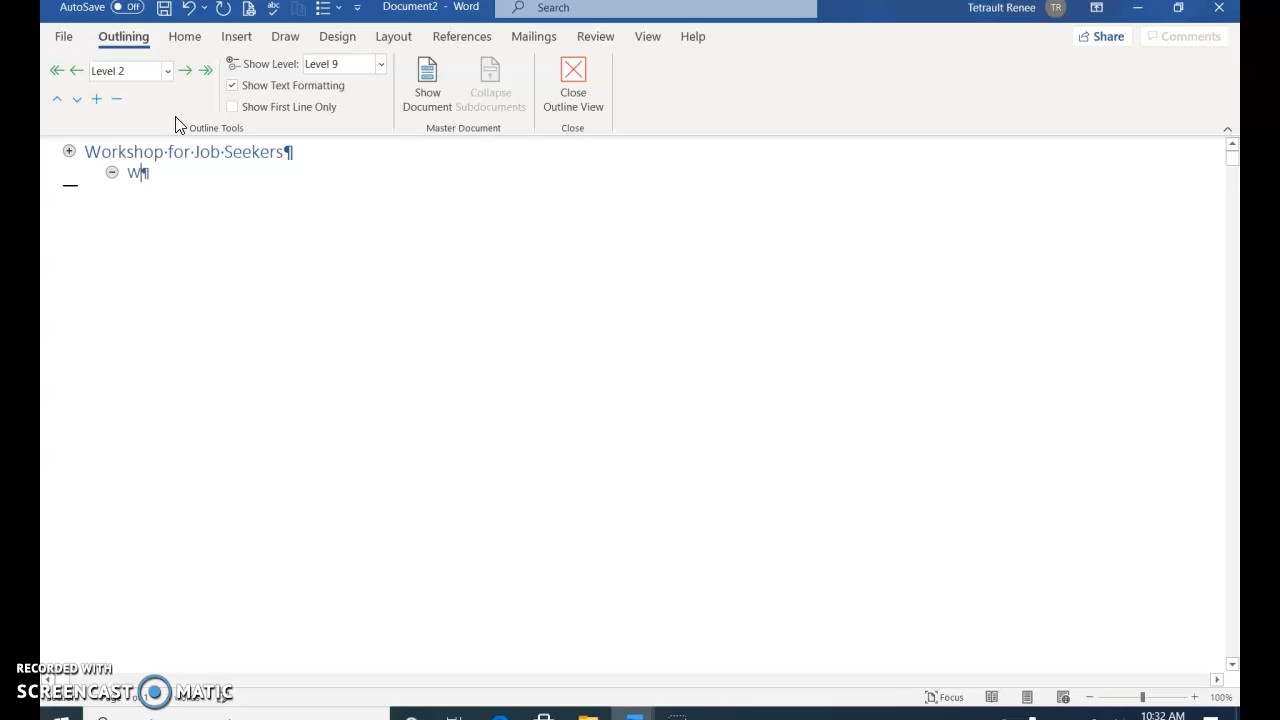 AutoSave Off Document2 - Word Search Tetrault Renee TR
File Outlining Home Insert Draw Design Layout References Mailings Review View Help Share Comments
Level 2 Show Level: Level 9
Show Text Formatting
Show First Line Only
Outline Tools
Show Document
Collapse Subdocuments
Master Document
Close Outline View
Close
Workshop·for·Job·Seekers¶
W¶
RECORDED WITH
SCREENCAST MATIC
Focus 100%
10:32 AM